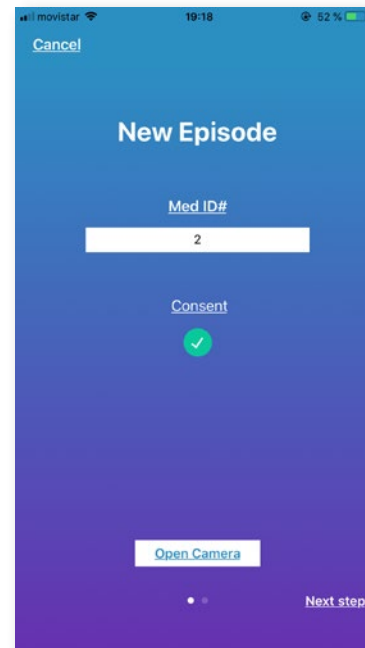 movistar 19:18 52 %
Cancel
New Episode
Med ID#
2
Consent
Open Camera
Next step